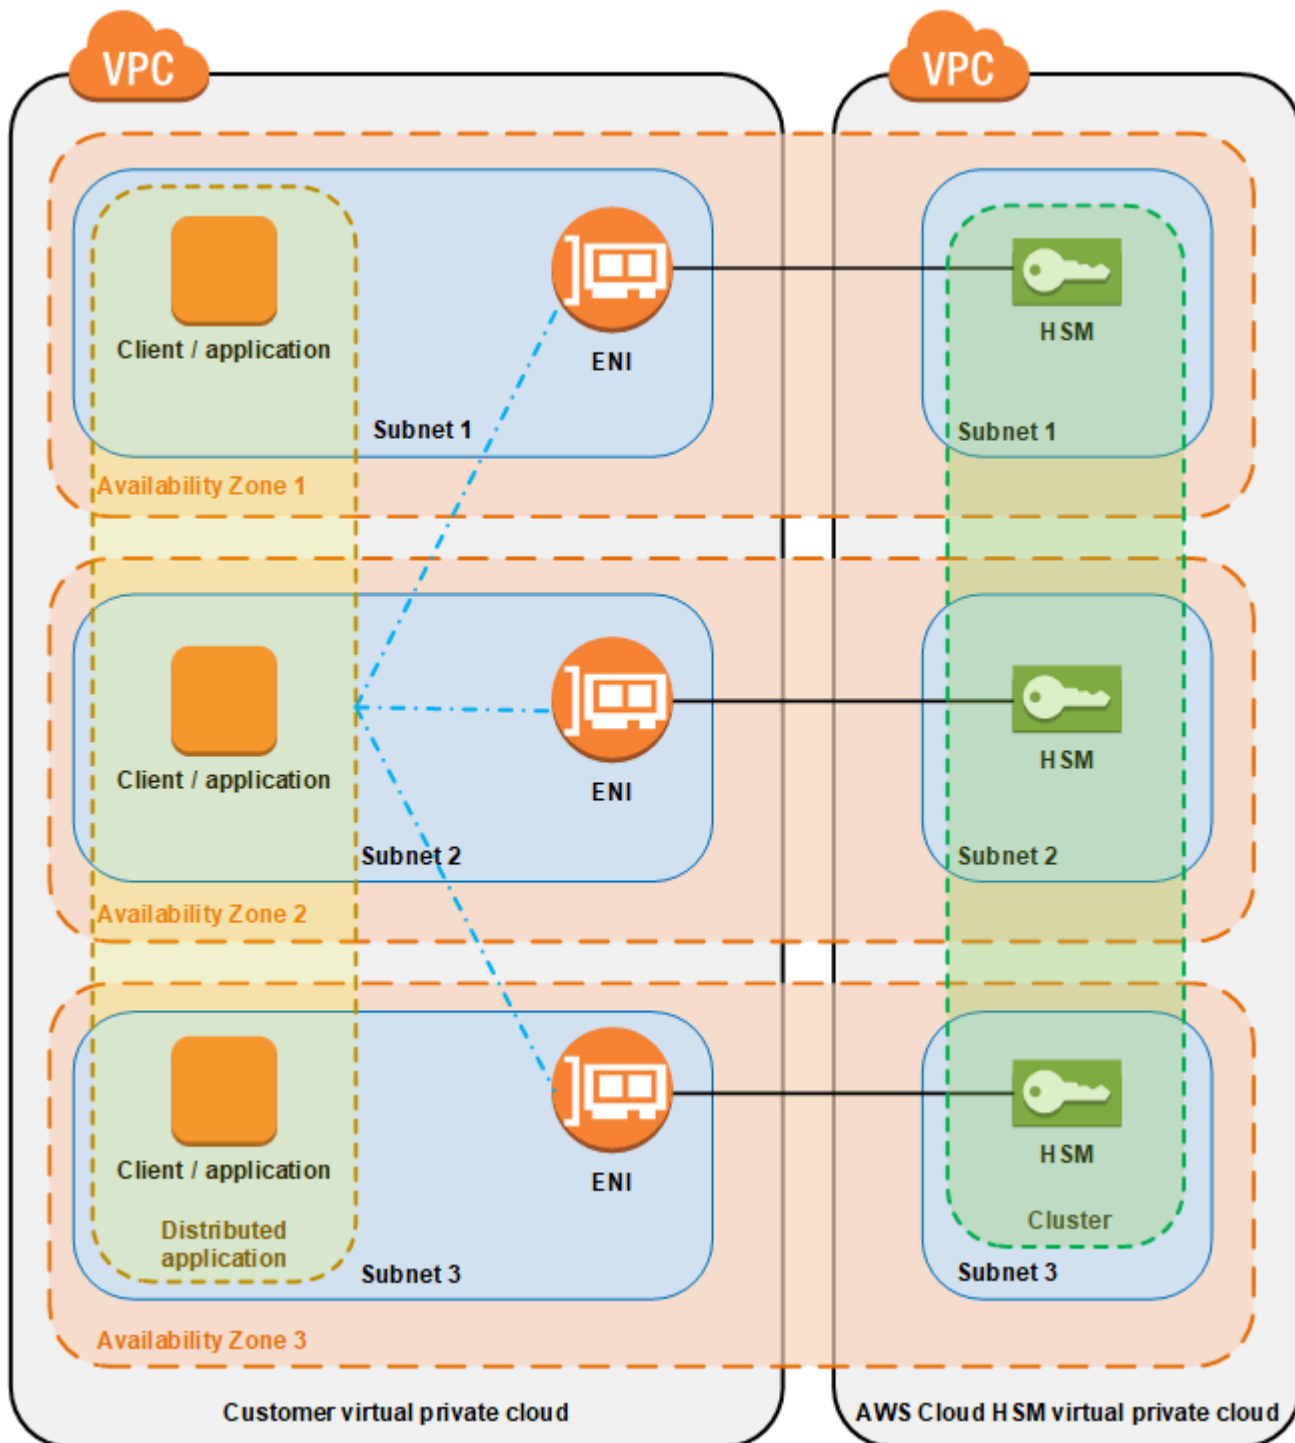 VPC
VPC
Client / application
ENI
HSM
Subnet 1
Subnet 1
Availability Zone 1
Client / application
ENI
HSM
Subnet 2
Subnet 2
Availability Zone 2
Client / application
ENI
HSM
Distributed
application
Cluster
Subnet 3
Subnet 3
Availability Zone 3
Customer virtual private cloud
AWS Cloud HSM virtual private cloud